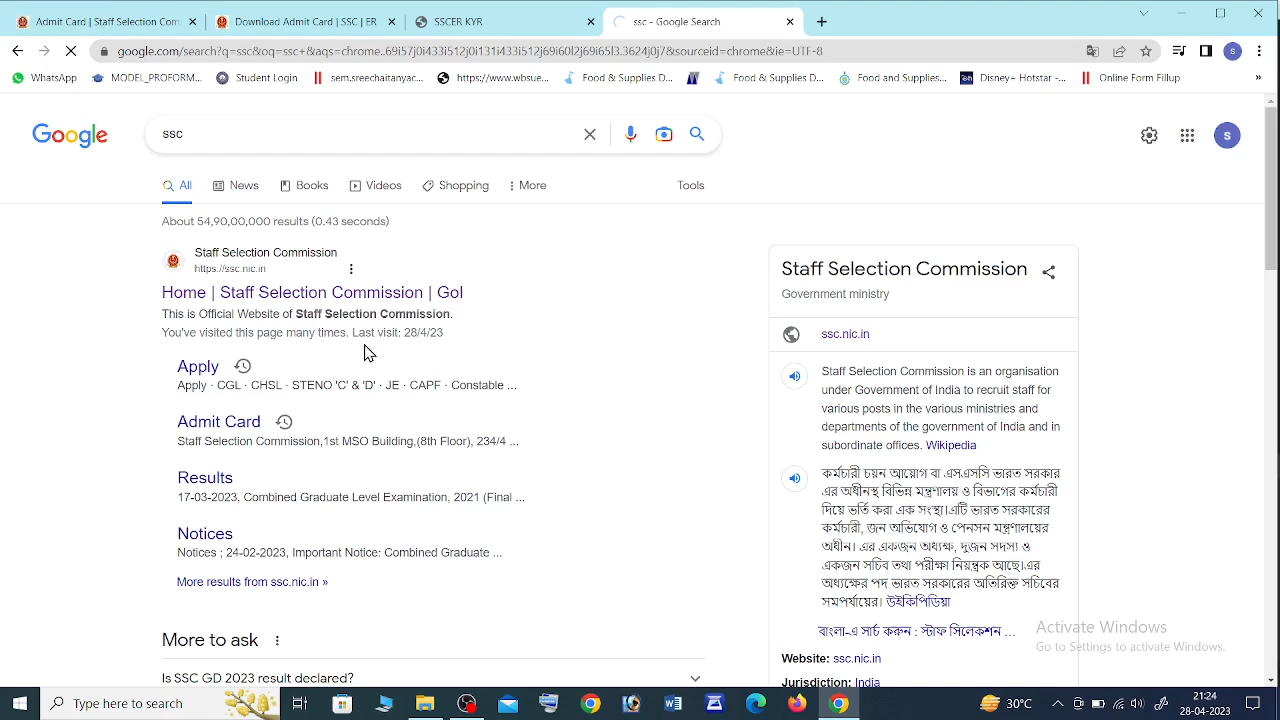 Admit Card | Staff Selection Com
Download Admit Card | SSC | ER
SSCER KYR
ssc - Google Search
google.com/search?q=ssc&oq=ssc+&aqs=chrome..69i57j0i433i512j0i131i433i512j69i60l2j69i65l3.3624j0j7&sourceid=chrome&ie=UTF-8
WhatsApp
MODEL_PROFORM...
Student Login
sem.sreechaitanyac...
https://www.wbsue...
Food & Supplies D...
Food & Supplies D...
Food and Supplies...
Disney+ Hotstar -...
Online Form Fillup
Google
ssc
S
All
News
Books
Videos
Shopping
More
Tools
About 54,90,00,000 results (0.43 seconds)
Staff Selection Commission
https://ssc.nic.in
Home | Staff Selection Commission | GoI
This is Official Website of Staff Selection Commission.
You've visited this page many times. Last visit: 28/4/23
Apply
Apply · CGL · CHSL · STENO 'C' & 'D' · JE · CAPF · Constable ...
Admit Card
Staff Selection Commission,1st MSO Building,(8th Floor), 234/4 ...
Results
17-03-2023, Combined Graduate Level Examination, 2021 (Final ...
Notices
Notices ; 24-02-2023, Important Notice: Combined Graduate ...
More results from ssc.nic.in »
More to ask
Is SSC GD 2023 result declared?
Staff Selection Commission
Government ministry
ssc.nic.in
Staff Selection Commission is an organisation
under Government of India to recruit staff for
various posts in the various ministries and
departments of the government of India and in
subordinate offices. Wikipedia
কর্মচারী চয়ন আয়োগ বা এসএসসি ভারত সরকার
এর অধীনস্থ বিভিন্ন মন্ত্রণালয় ও বিভাগের কর্মচারী
দিয়ে ভর্তি করা এক সংস্থা।এটি ভারত সরকারের
কর্মচারী, জন অভিযোগ ও পেনসন মন্ত্রণালয়ের
অধীন। এর একজন অধ্যক্ষ, দুজন সদস্য ও
একজন সচিব তথা পরীক্ষা নিয়ন্ত্রক আছে।এর
অধ্যক্ষের পদ ভারত সরকারের অতিরিক্ত সচিবের
সমপর্যায়ের। উইকিপিডিয়া
বাংলা-এ সার্চ করুন : স্টাফ সিলেকশন ...
Website: ssc.nic.in
Jurisdiction: India
Activate Windows
Go to Settings to activate Windows.
Type here to search
30°C
21:24
28-04-2023